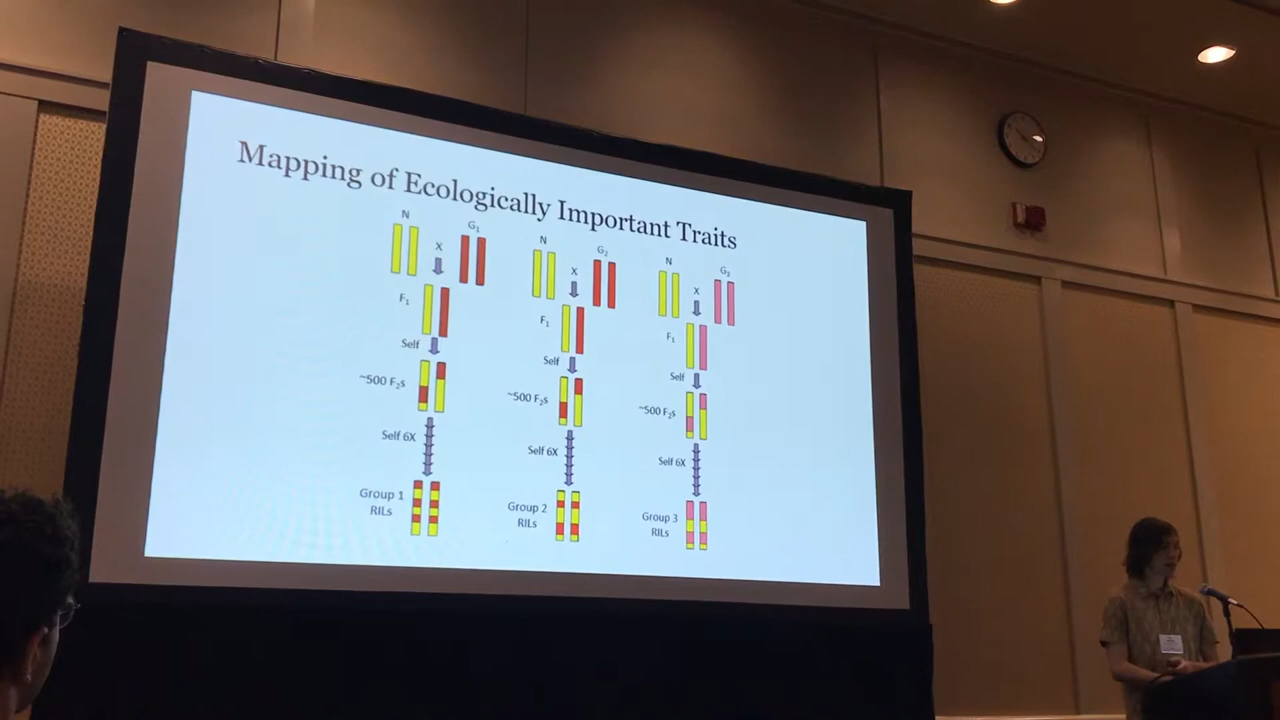 Mapping of Ecologically Important Traits
N
G₁
X
F₁
Self
~500 F₂s
Self 6X
Group 1
RILs
N
G₂
X
F₁
Self
~500 F₂s
Self 6X
Group 2
RILs
N
G₃
X
F₁
Self
~500 F₂s
Self 6X
Group 3
RILs